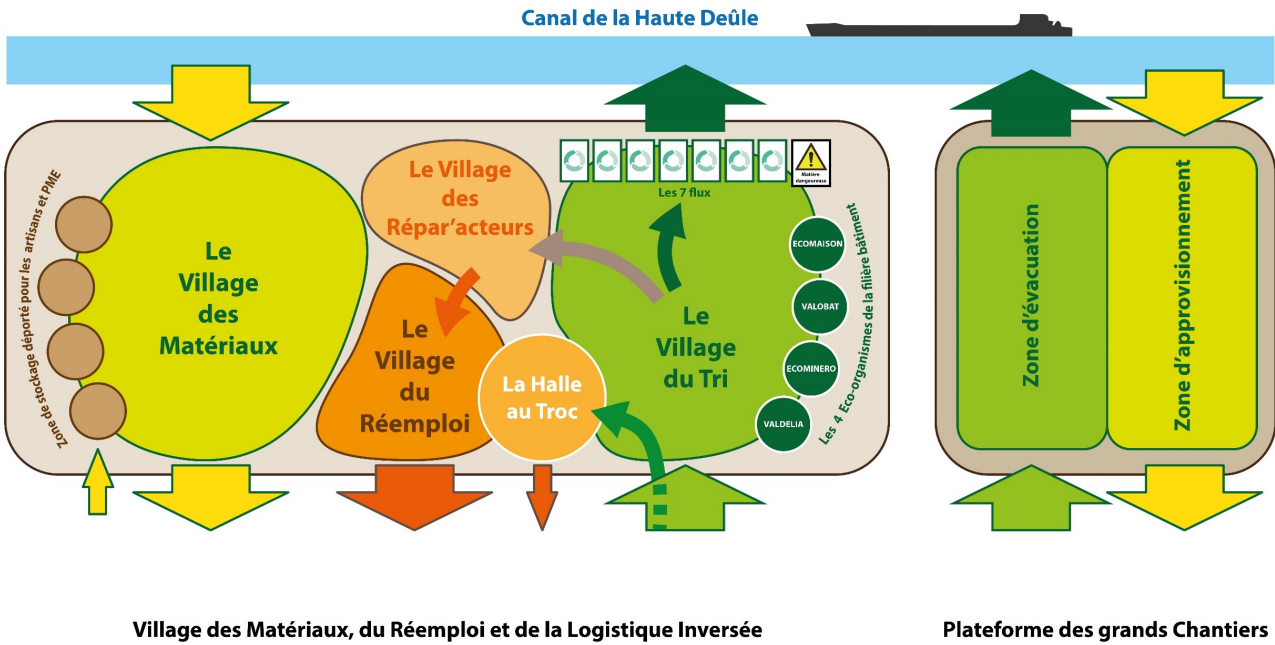 Canal de la Haute Deûle
Zone de stockage déporté pour les artisans et PME
Le
Village
des
Matériaux
Le Village
des
Répar'acteurs
Le
Village
du
Réemploi
La Halle
au Troc
Les 7 flux
Matière
dangeureuse
Le
Village
du Tri
ECOMAISON
VALOBAT
ECOMINERO
VALDELIA
Les 4 Eco-organismes de la filière bâtiment
Zone d'évacuation
Zone d'approvisionnement
Village des Matériaux, du Réemploi et de la Logistique Inversée
Plateforme des grands Chantiers